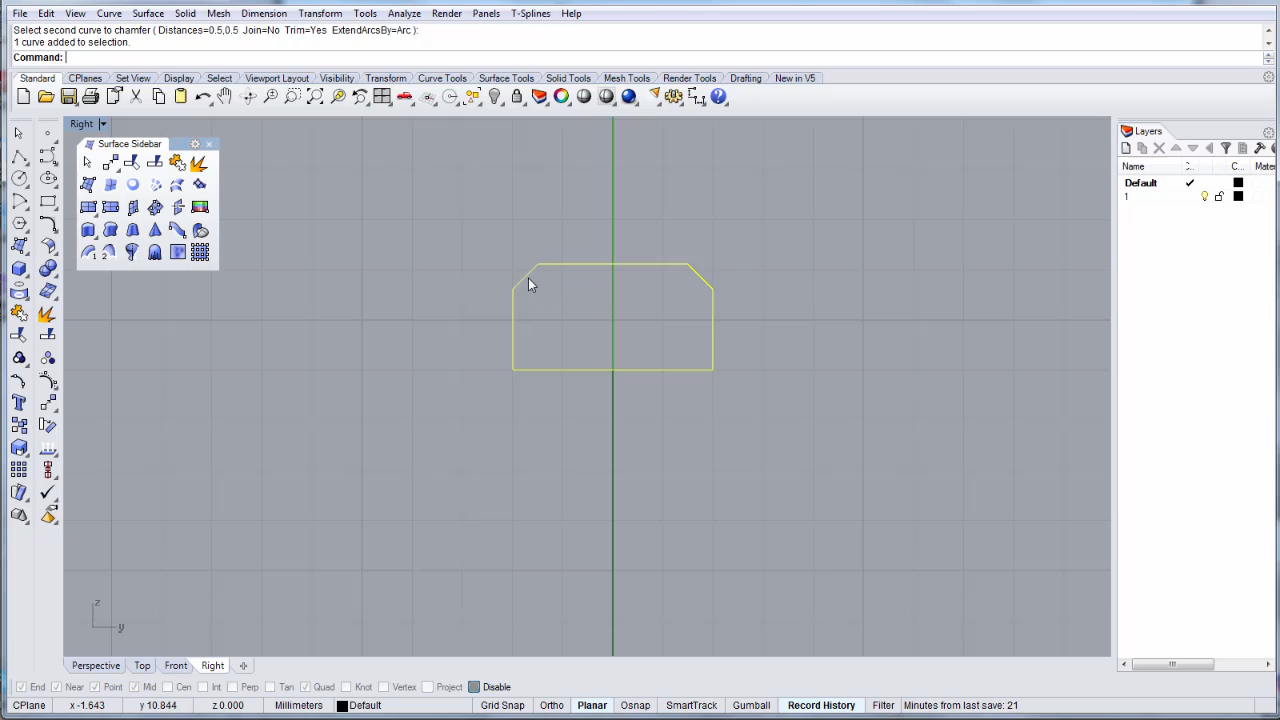 File Edit View Curve Surface Solid Mesh Dimension Transform Tools Analyze Render Panels T-Splines Help
Select second curve to chamfer ( Distances=0.5,0.5 Join=No Trim=Yes ExtendArcsBy=Arc ):
1 curve added to selection.
Command:
Standard CPlanes Set View Display Select Viewport Layout Visibility Transform Curve Tools Surface Tools Solid Tools Mesh Tools Render Tools Drafting New in V5
Right
Layers
Surface Sidebar
Name C... Mater
Default
1
1 2
z
y
Perspective Top Front Right
End Near Point Mid Cen Int Perp Tan Quad Knot Vertex Project Disable
CPlane x -1.643 y 10.844 z 0.000 Millimeters Default Grid Snap Ortho Planar Osnap SmartTrack Gumball Record History Filter Minutes from last save: 21